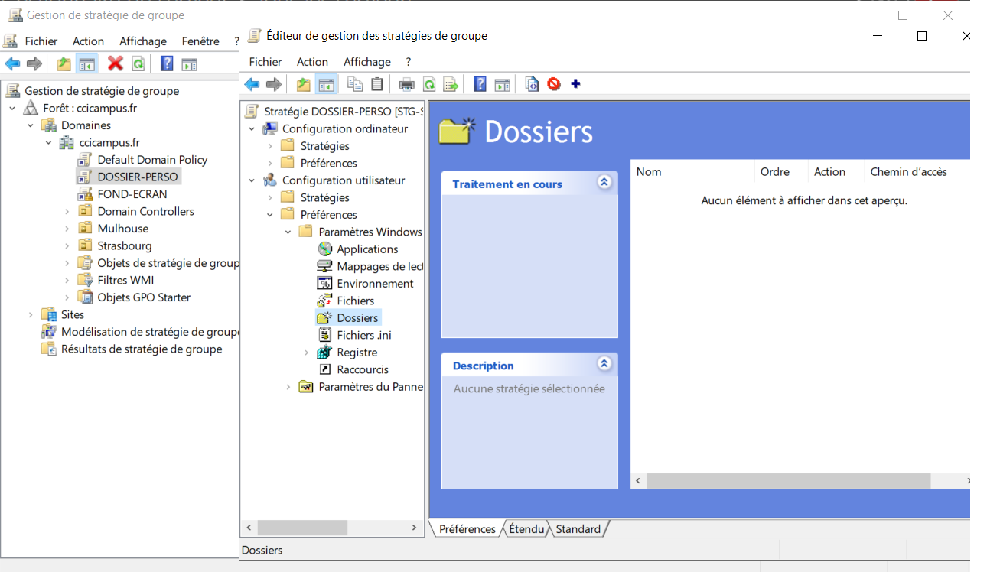 Gestion de stratégie de groupe
Fichier Action Affichage Fenêtre ?
Gestion de stratégie de groupe
Forêt : ccicampus.fr
Domaines
ccicampus.fr
Default Domain Policy
DOSSIER-PERSO
FOND-ECRAN
Domain Controllers
Mulhouse
Strasbourg
Objets de stratégie de group
Filtres WMI
Objets GPO Starter
Sites
Modélisation de stratégie de groupe
Résultats de stratégie de groupe
Éditeur de gestion des stratégies de groupe
Fichier Action Affichage ?
Stratégie DOSSIER-PERSO [STG-S
Configuration ordinateur
Stratégies
Préférences
Configuration utilisateur
Stratégies
Préférences
Paramètres Windows
Applications
Mappages de lect
Environnement
Fichiers
Dossiers
Fichiers .ini
Registre
Raccourcis
Paramètres du Panne
Dossiers
Traitement en cours
Description
Aucune stratégie sélectionnée
Nom Ordre Action Chemin d’accès
Aucun élément à afficher dans cet aperçu.
Préférences Étendu Standard
Dossiers